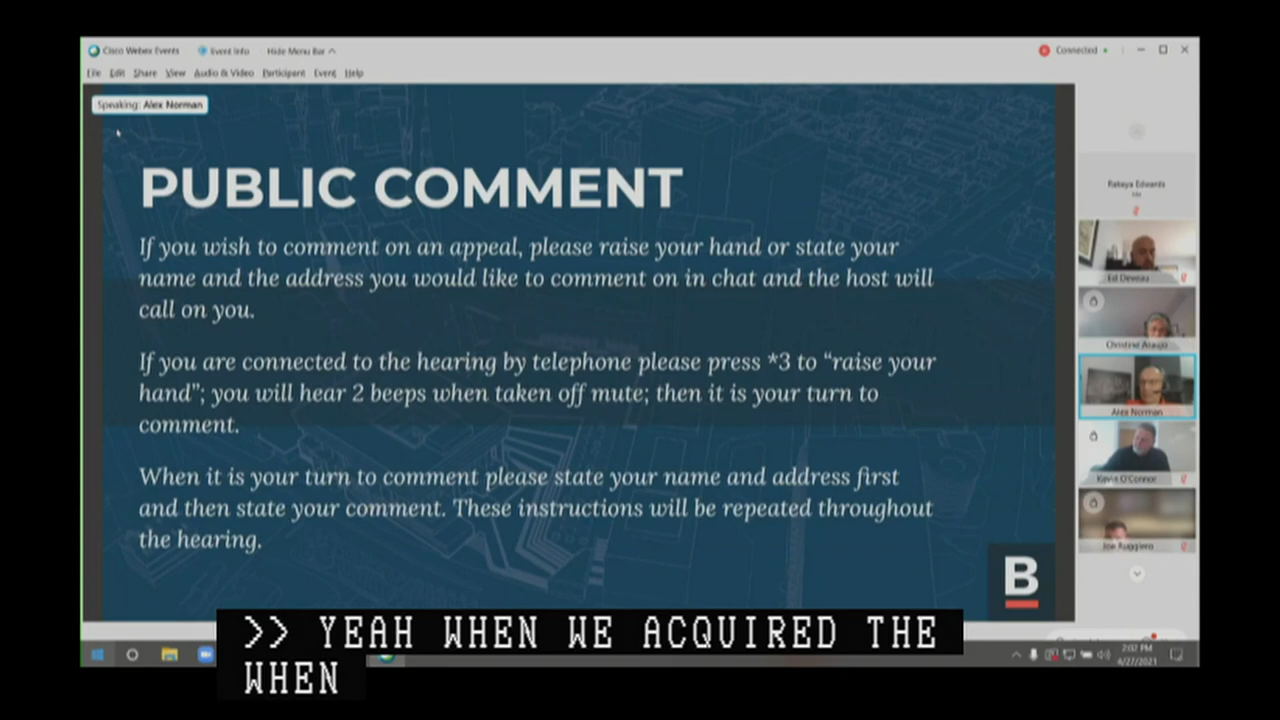 Cisco Webex Events Event Info Hide Menu Bar
Connected
File Edit Share View Audio & Video Participant Event Help
Speaking: Alex Norman
PUBLIC COMMENT
If you wish to comment on an appeal, please raise your hand or state your
name and the address you would like to comment on in chat and the host will
call on you.
If you are connected to the hearing by telephone please press *3 to “raise your
hand”; you will hear 2 beeps when taken off mute; then it is your turn to
comment.
When it is your turn to comment please state your name and address first
and then state your comment. These instructions will be repeated throughout
the hearing.
B
Rakeya Edwards
Me
Ed Deveau
Christine Araujo
Alex Norman
Kevin O'Connor
Joe Ruggiero
>> YEAH WHEN WE ACQUIRED THE
WHEN
2:02 PM
4/27/2021